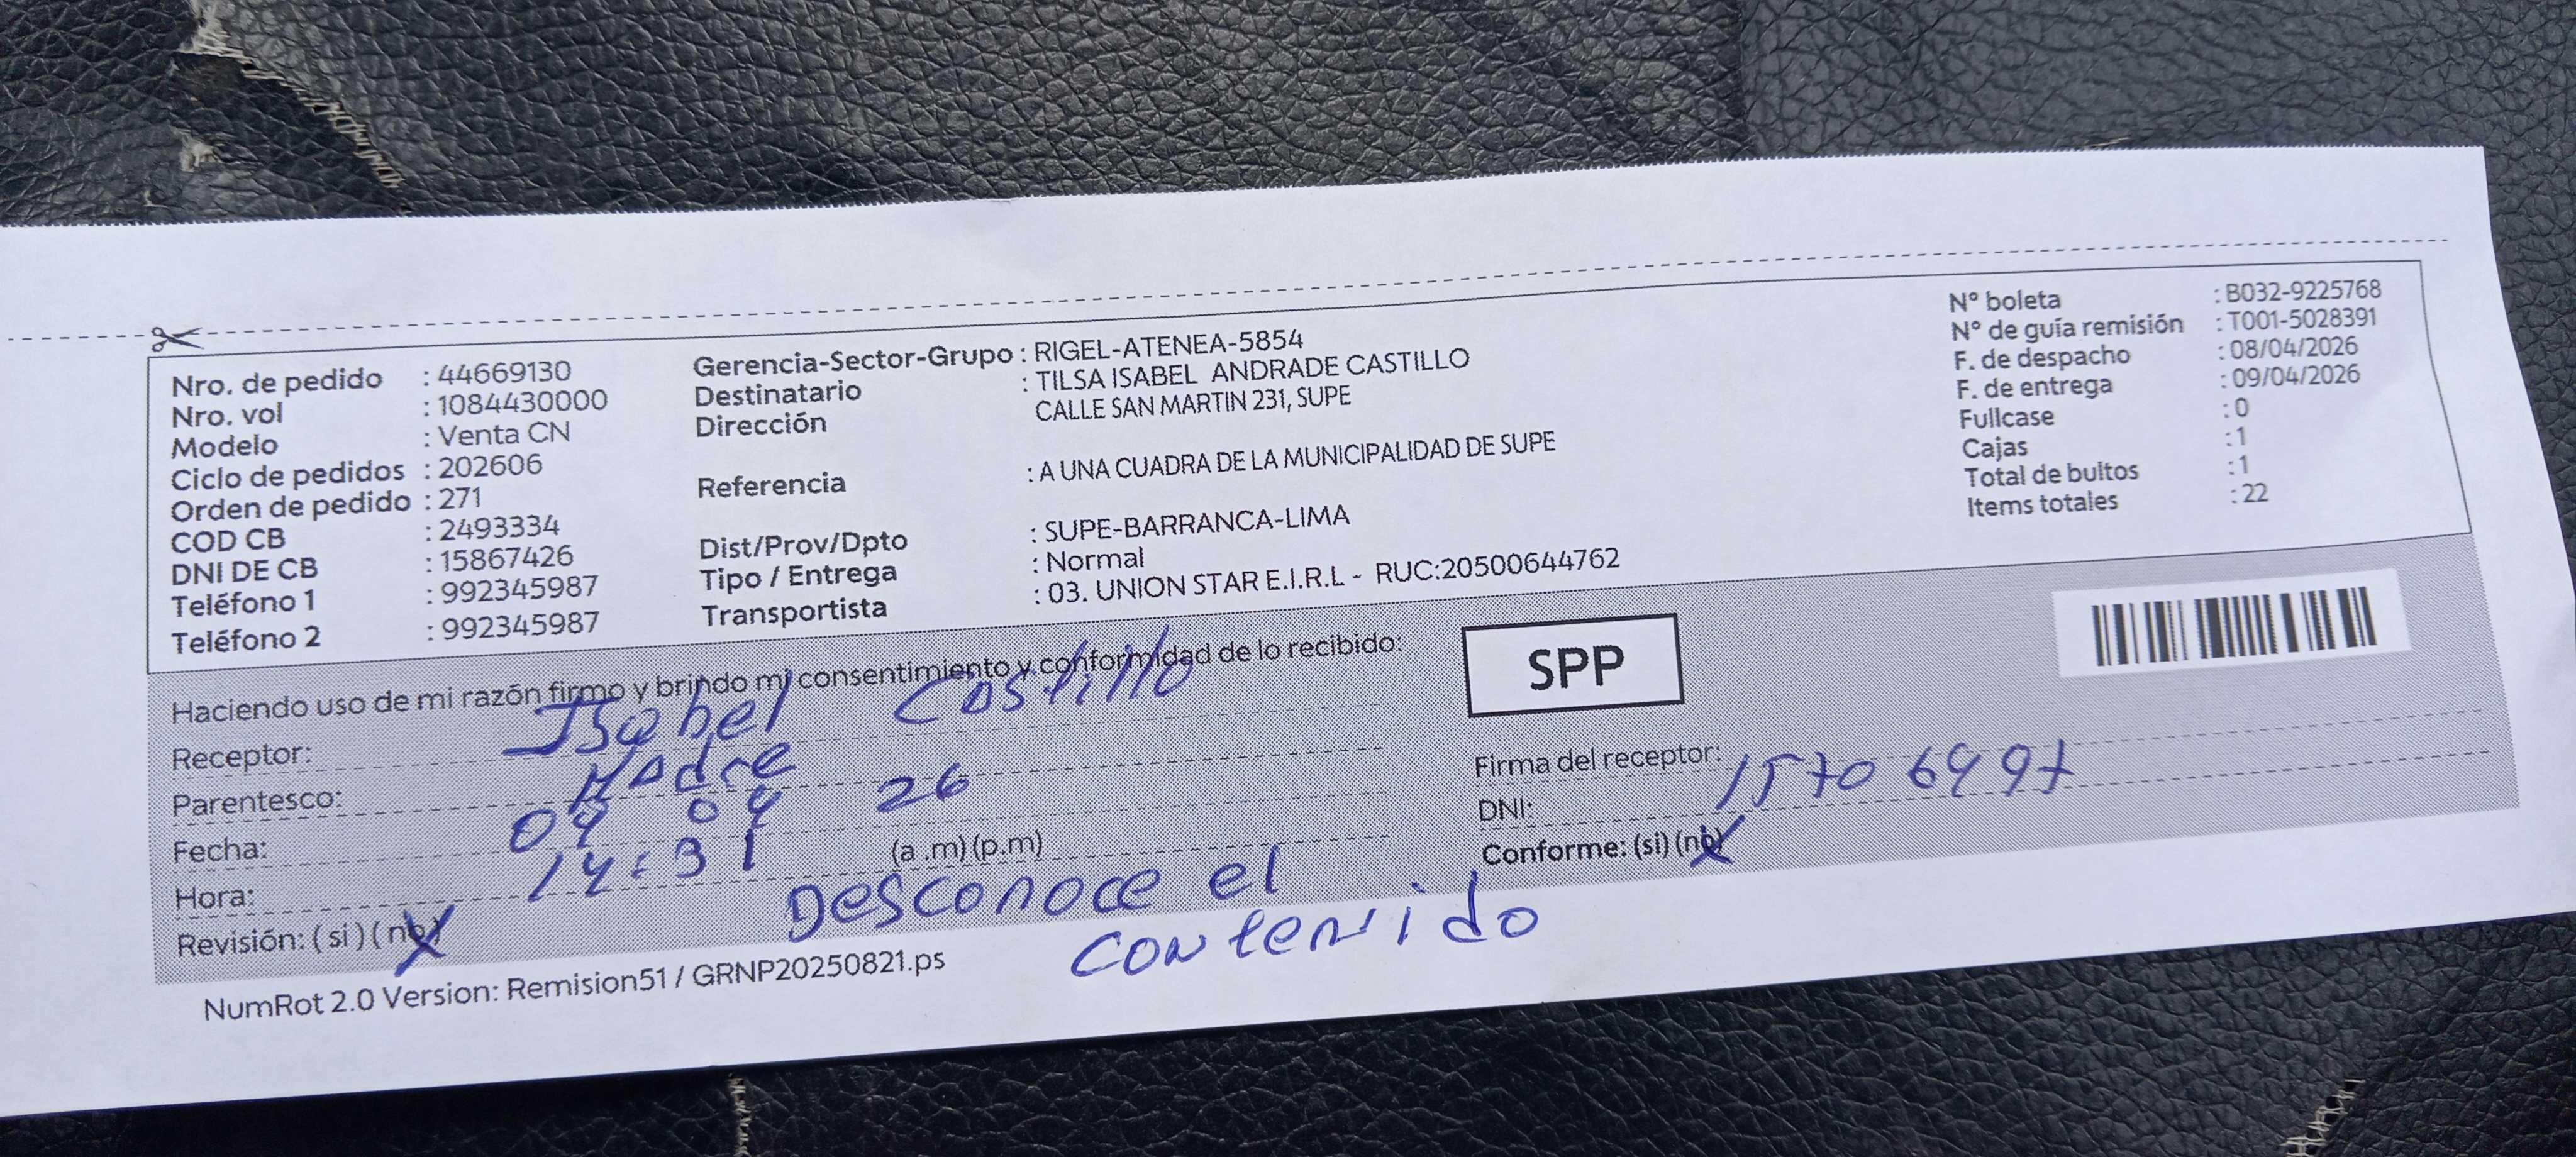 Nro. de pedido : 44669130
Nro. vol : 1084430000
Modelo : Venta CN
Ciclo de pedidos : 202606
Orden de pedido : 271
COD CB : 2493334
DNI DE CB : 15867426
Teléfono 1 : 992345987
Teléfono 2 : 992345987
Gerencia-Sector-Grupo : RIGEL-ATENEA-5854
Destinatario : TILSA ISABEL ANDRADE CASTILLO
Dirección CALLE SAN MARTIN 231, SUPE
Referencia : A UNA CUADRA DE LA MUNICIPALIDAD DE SUPE
Dist/Prov/Dpto : SUPE-BARRANCA-LIMA
Tipo / Entrega : Normal
Transportista : 03. UNION STAR E.I.R.L - RUC:20500644762
N° boleta : B032-9225768
N° de guía remisión : T001-5028391
F. de despacho : 08/04/2026
F. de entrega : 09/04/2026
Fullcase : 0
Cajas : 1
Total de bultos : 1
Items totales : 22
Haciendo uso de mi razón firmo y brindo mi consentimiento y conformidad de lo recibido:
Receptor: Isabel Castillo
Parentesco: Madre
Fecha: 09 04 26
Hora: 14:31 (a .m) (p.m)
Revisión: ( si ) ( no ) X
Desconoce el
contenido
SPP
Firma del receptor:
DNI: 15706497
Conforme: (si) (no) X
NumRot 2.0 Version: Remision51 / GRNP20250821.ps